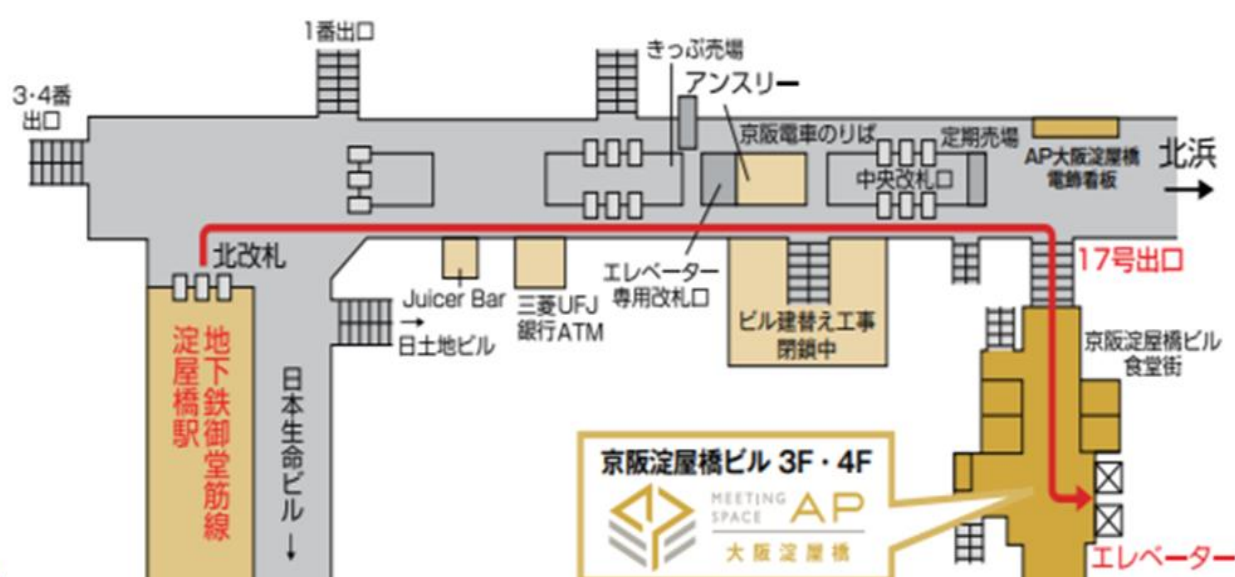 1番出口
きっぷ売場
アンスリー
3・4番
出口
京阪電車のりば
定期売場
AP大阪淀屋橋
電飾看板
北浜
中央改札口
北改札
17号出口
エレベーター
専用改札口
Juicer Bar
三菱UFJ
銀行ATM
日土地ビル
ビル建替え工事
閉鎖中
京阪淀屋橋ビル
食堂街
地下鉄御堂筋線
淀屋橋駅
日本生命ビル
京阪淀屋橋ビル 3F・4F
MEETING
SPACE
AP
大阪淀屋橋
エレベーター